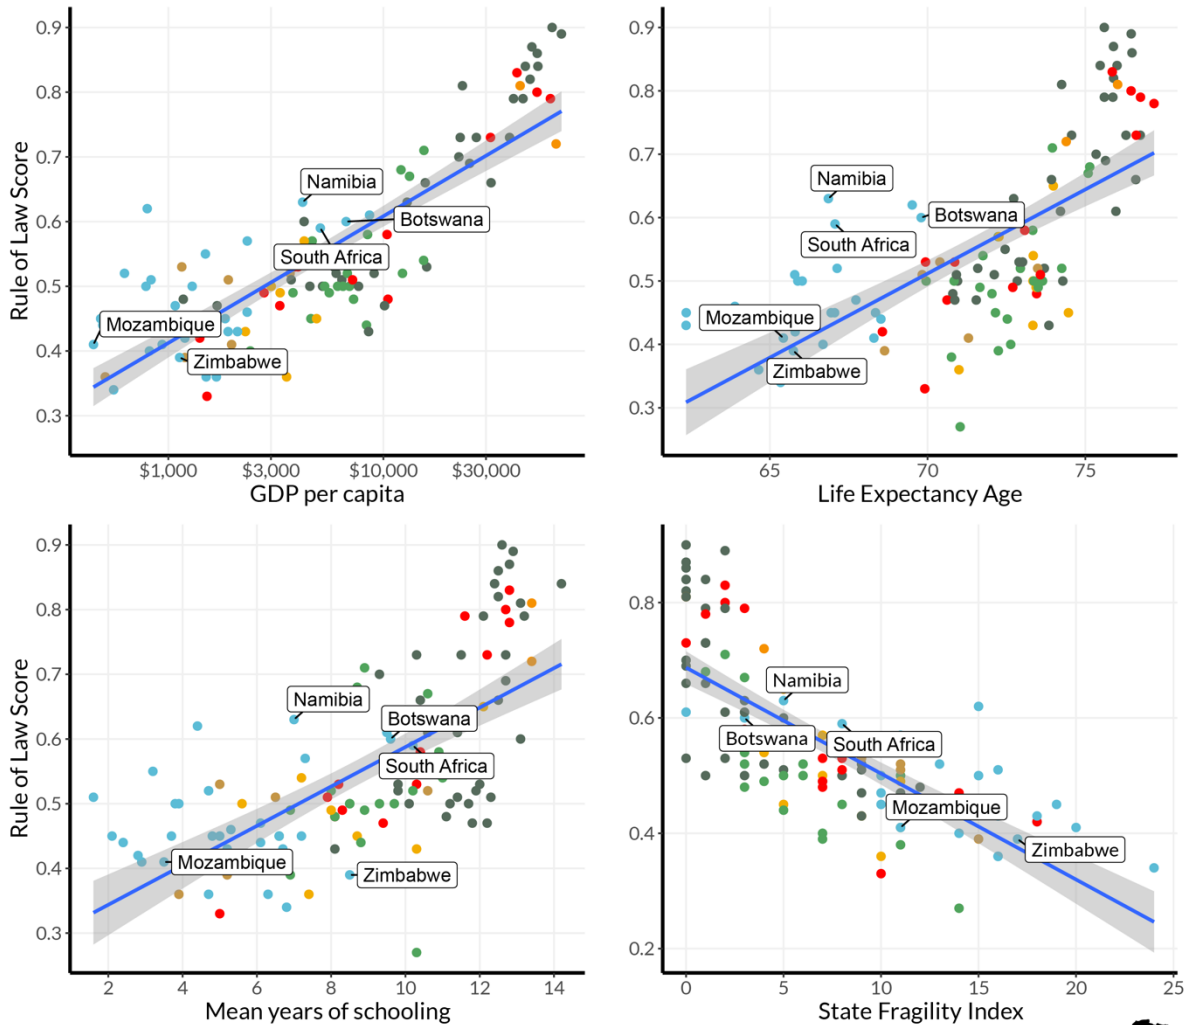 0.9
0.8
0.7
0.6
0.5
0.4
0.3
Rule of Law Score
Namibia
Botswana
South Africa
Mozambique
Zimbabwe
$1,000
$3,000
$10,000
$30,000
GDP per capita
0.9
0.8
0.7
0.6
0.5
0.4
0.3
Namibia
Botswana
South Africa
Mozambique
Zimbabwe
65
70
75
Life Expectancy Age
0.9
0.8
0.7
0.6
0.5
0.4
0.3
Rule of Law Score
Namibia
Botswana
South Africa
Mozambique
Zimbabwe
2
4
6
8
10
12
14
Mean years of schooling
0.8
0.6
0.4
0.2
Namibia
Botswana
South Africa
Mozambique
Zimbabwe
0
5
10
15
20
25
State Fragility Index